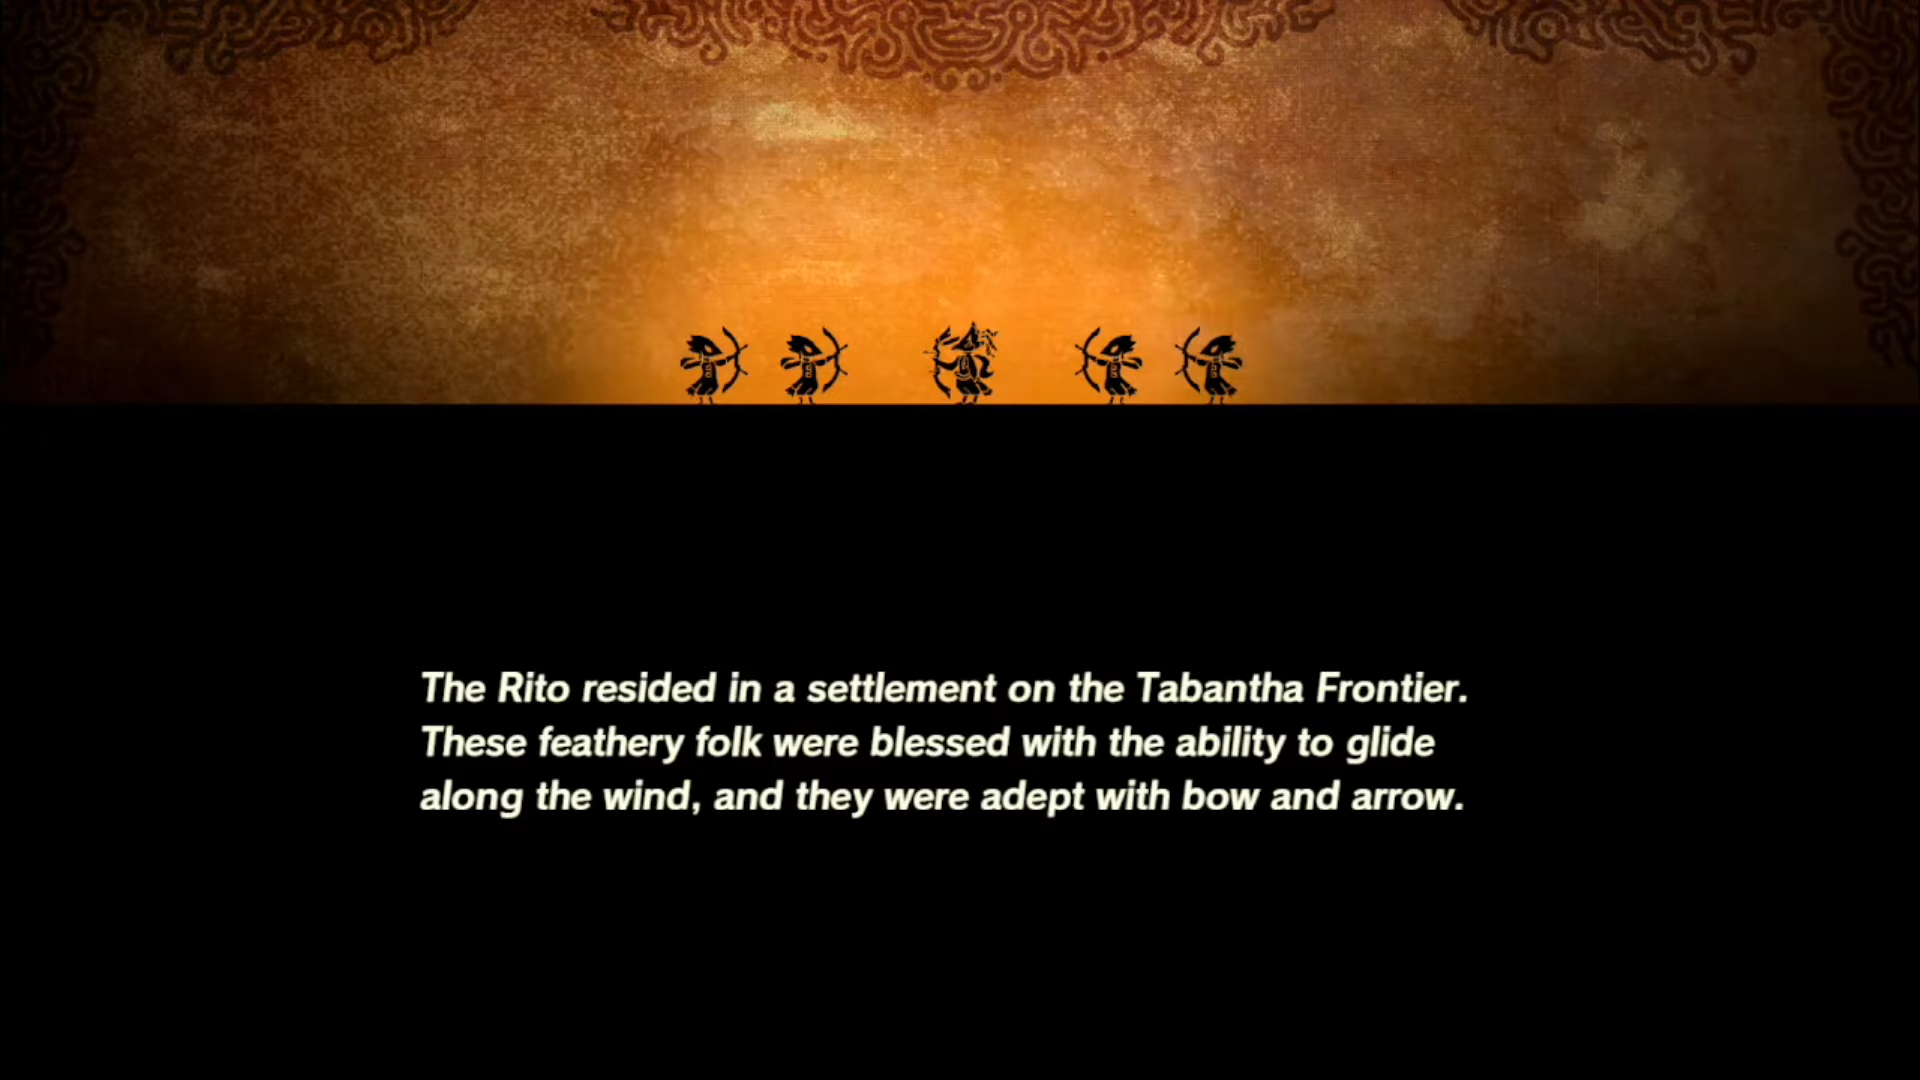 The Rito resided in a settlement on the Tabantha Frontier.
These feathery folk were blessed with the ability to glide
along the wind, and they were adept with bow and arrow.